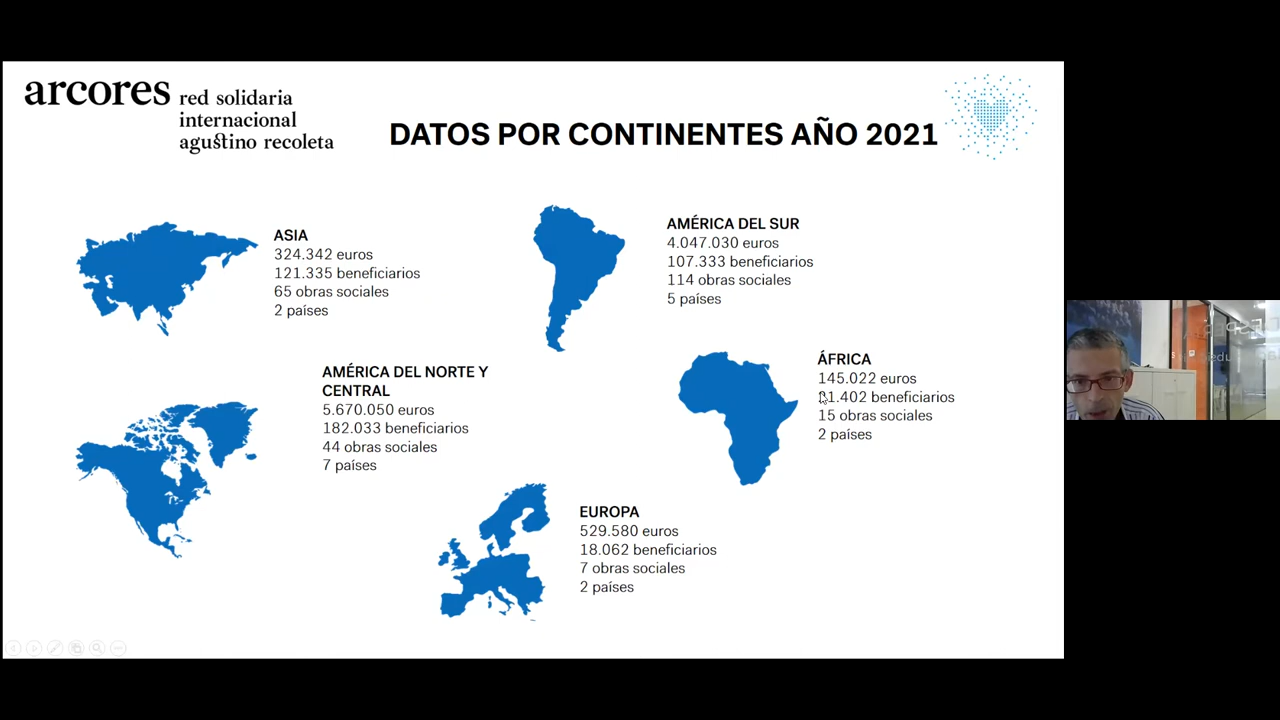 arcores
red solidaria
internacional
agustino recoleta
DATOS POR CONTINENTES AÑO 2021
ASIA
324.342 euros
121.335 beneficiarios
65 obras sociales
2 países
AMÉRICA DEL SUR
4.047.030 euros
107.333 beneficiarios
114 obras sociales
5 países
AMÉRICA DEL NORTE Y
CENTRAL
5.670.050 euros
182.033 beneficiarios
44 obras sociales
7 países
ÁFRICA
145.022 euros
beneficiarios
15 obras sociales
2 países
EUROPA
529.580 euros
18.062 beneficiarios
7 obras sociales
2 países